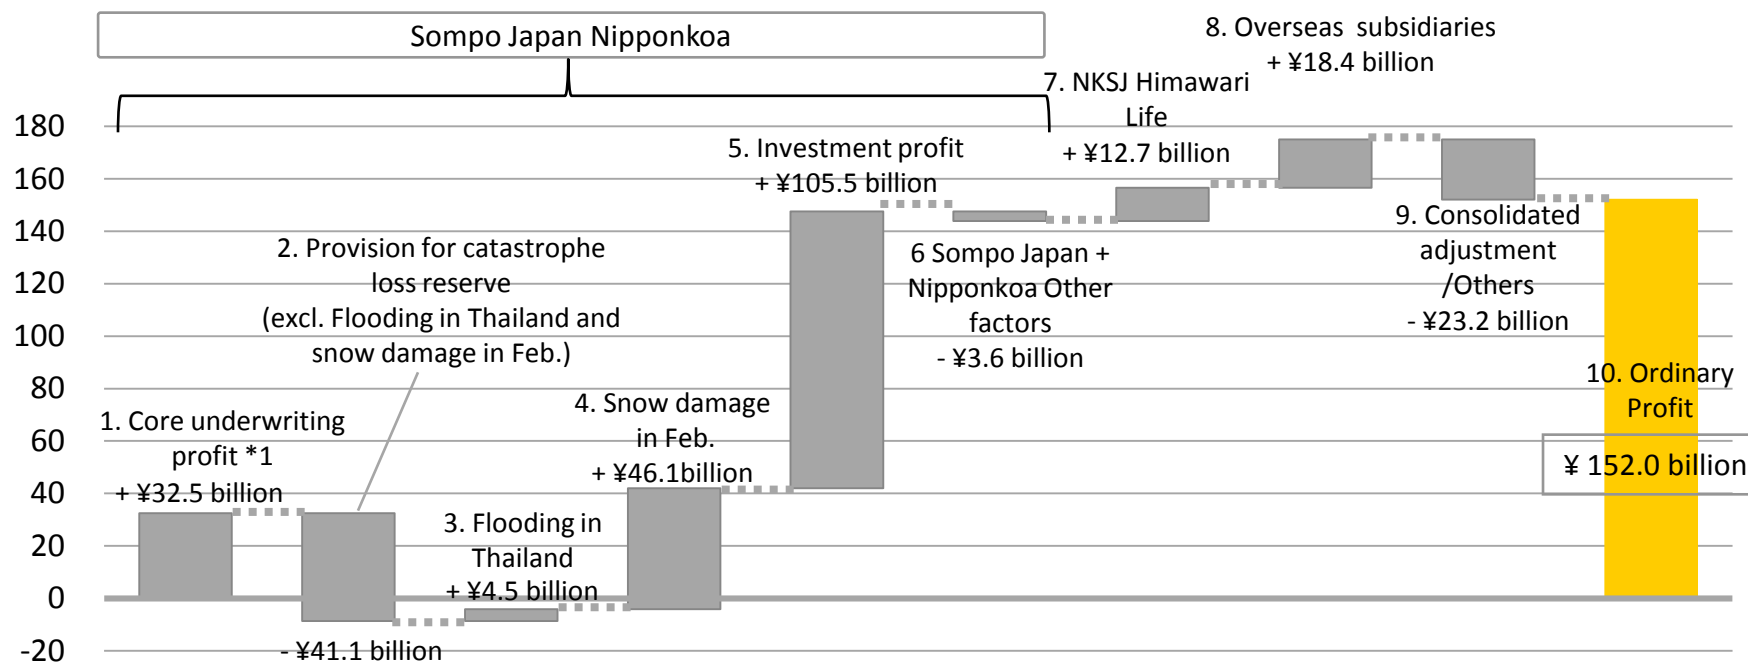 Sompo Japan Nipponkoa
8. Overseas subsidiaries
+ ¥18.4 billion
7. NKSJ Himawari
Life
+ ¥12.7 billion
5. Investment profit
+ ¥105.5 billion
2. Provision for catastrophe
loss reserve
(excl. Flooding in Thailand and
snow damage in Feb.)
6 Sompo Japan +
Nipponkoa Other
factors
- ¥3.6 billion
9. Consolidated
adjustment
/Others
- ¥23.2 billion
10. Ordinary
Profit
¥ 152.0 billion
1. Core underwriting
profit *1
+ ¥32.5 billion
4. Snow damage
in Feb.
+ ¥46.1billion
3. Flooding in
Thailand
+ ¥4.5 billion
- ¥41.1 billion
180
160
140
120
100
80
60
40
20
0
-20